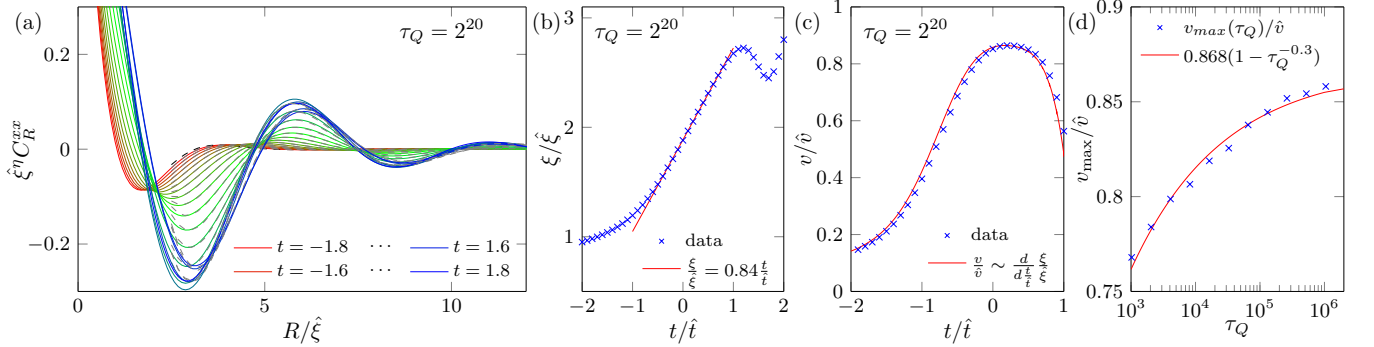 (a)
τ_Q = 2^20
0.2
0
−0.2
ξ̂^η C_R^xx
t = −1.8 ··· t = 1.6
t = −1.6 ··· t = 1.8
0 5 10
R/ξ̂
(b)
τ_Q = 2^20
3
2
1
ξ/ξ̂
data
ξ/ξ̂ = 0.84 t/t̂
−2 −1 0 1 2
t/t̂
(c)
τ_Q = 2^20
1
0.8
0.6
0.4
0.2
0
v/v̂
data
v/v̂ ∼ d/d(t/t̂) ξ/ξ̂
−2 −1 0 1
t/t̂
(d)
v_max(τ_Q)/v̂
0.868(1 − τ_Q^−0.3)
0.9
0.85
0.8
0.75
v_max/v̂
10^3 10^4 10^5 10^6
τ_Q